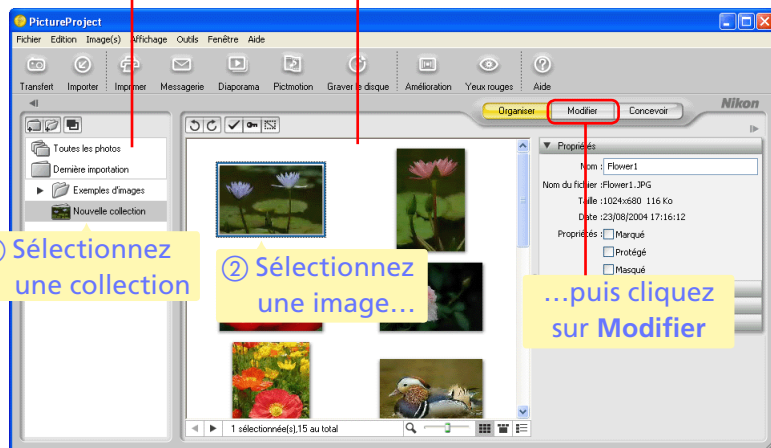 PictureProject
Fichier Edition Image(s) Affichage Outils Fenêtre Aide
Transfert Importer Imprimer Messagerie Diaporama Pictmotion Graver le disque Amélioration Yeux rouges Aide
Organiser Modifier Concevoir Nikon
Toutes les photos
Dernière importation
Exemples d'images
Nouvelle collection
Sélectionnez
une collection
② Sélectionnez
une image…
Propriétés
Nom : Flower1
Nom du fichier :Flower1.JPG
Taille :1024x680 116 Ko
Date :23/08/2004 17:16:12
Propriétés : Marqué
Protégé
Masqué
…puis cliquez
sur Modifier
1 sélectionnée(s),15 au total